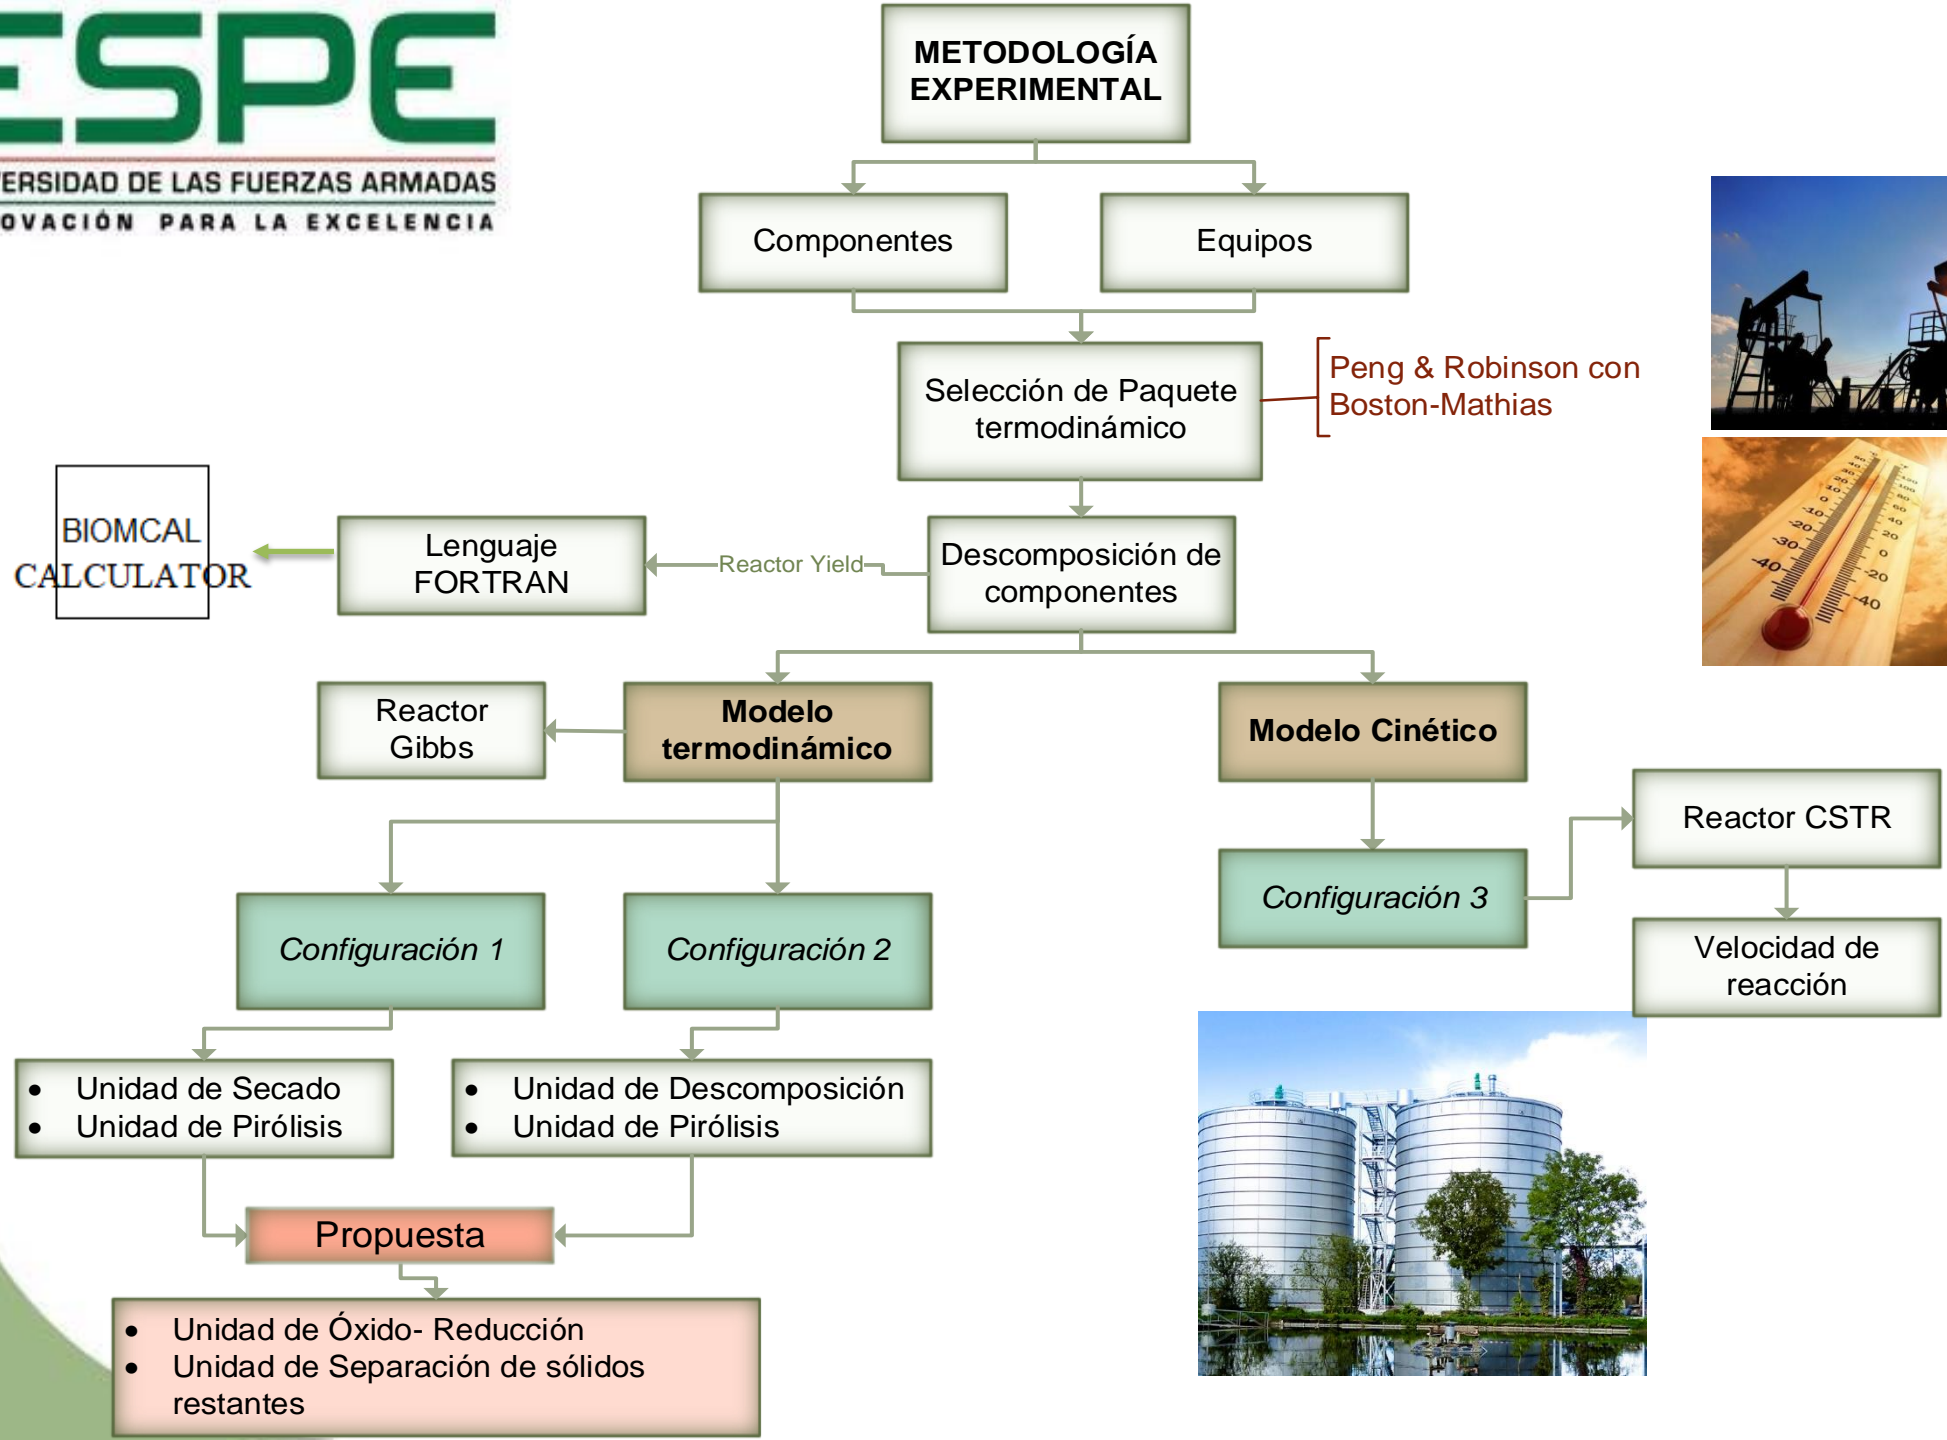 ESPE
ERSIDAD DE LAS FUERZAS ARMADAS
OVACIÓN PARA LA EXCELENCIA
METODOLOGÍA
EXPERIMENTAL
Componentes
Equipos
Selección de Paquete
termodinámico
Peng & Robinson con
Boston-Mathias
BIOMCAL
CALCULATOR
Lenguaje
FORTRAN
Reactor Yield
Descomposición de
componentes
Reactor
Gibbs
Modelo
termodinámico
Modelo Cinético
Reactor CSTR
Configuración 1
Configuración 2
Configuración 3
Velocidad de
reacción
• Unidad de Secado
• Unidad de Pirólisis
• Unidad de Descomposición
• Unidad de Pirólisis
Propuesta
• Unidad de Óxido- Reducción
• Unidad de Separación de sólidos
restantes